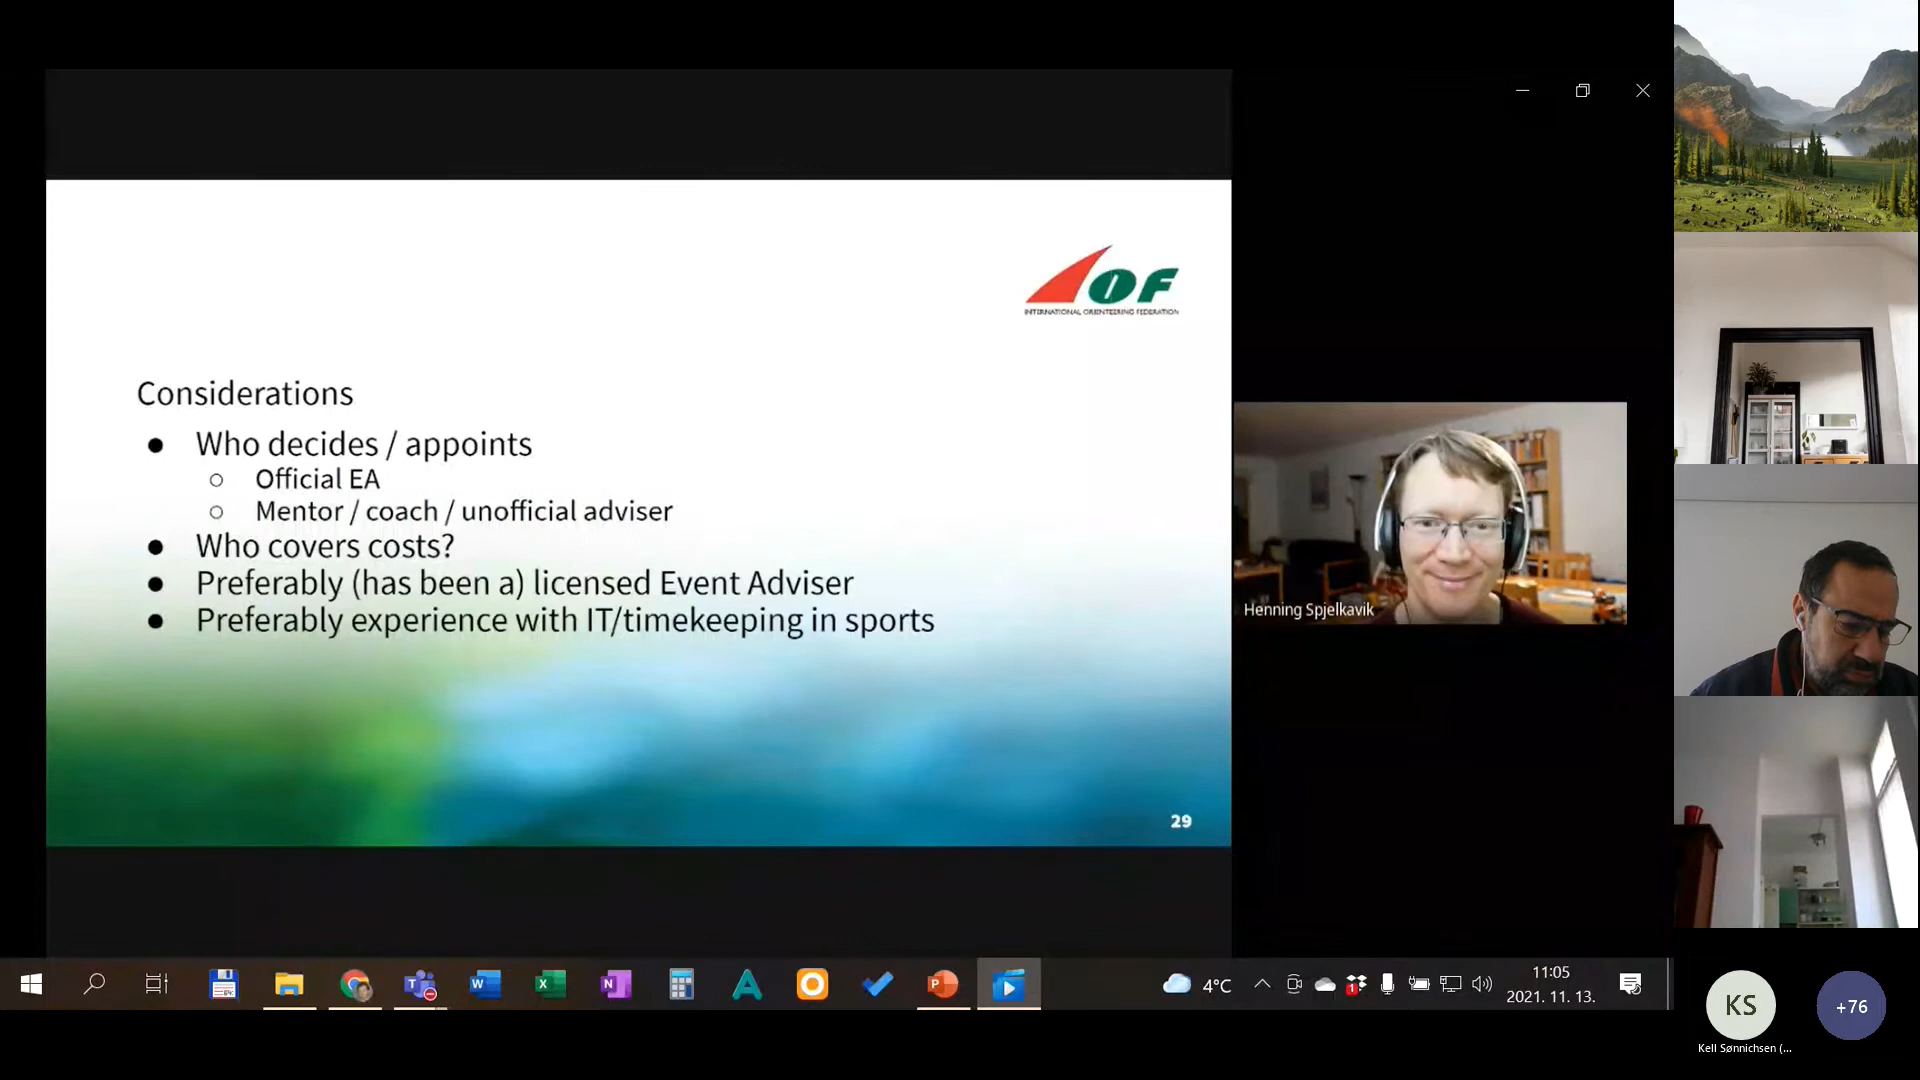 IOF
INTERNATIONAL ORIENTEERING FEDERATION
Considerations
● Who decides / appoints
○ Official EA
○ Mentor / coach / unofficial adviser
● Who covers costs?
● Preferably (has been a) licensed Event Adviser
● Preferably experience with IT/timekeeping in sports
29
Henning Spjelkavik
4°C
11:05
2021. 11. 13.
KS
+76
Kell Sønnichsen (...